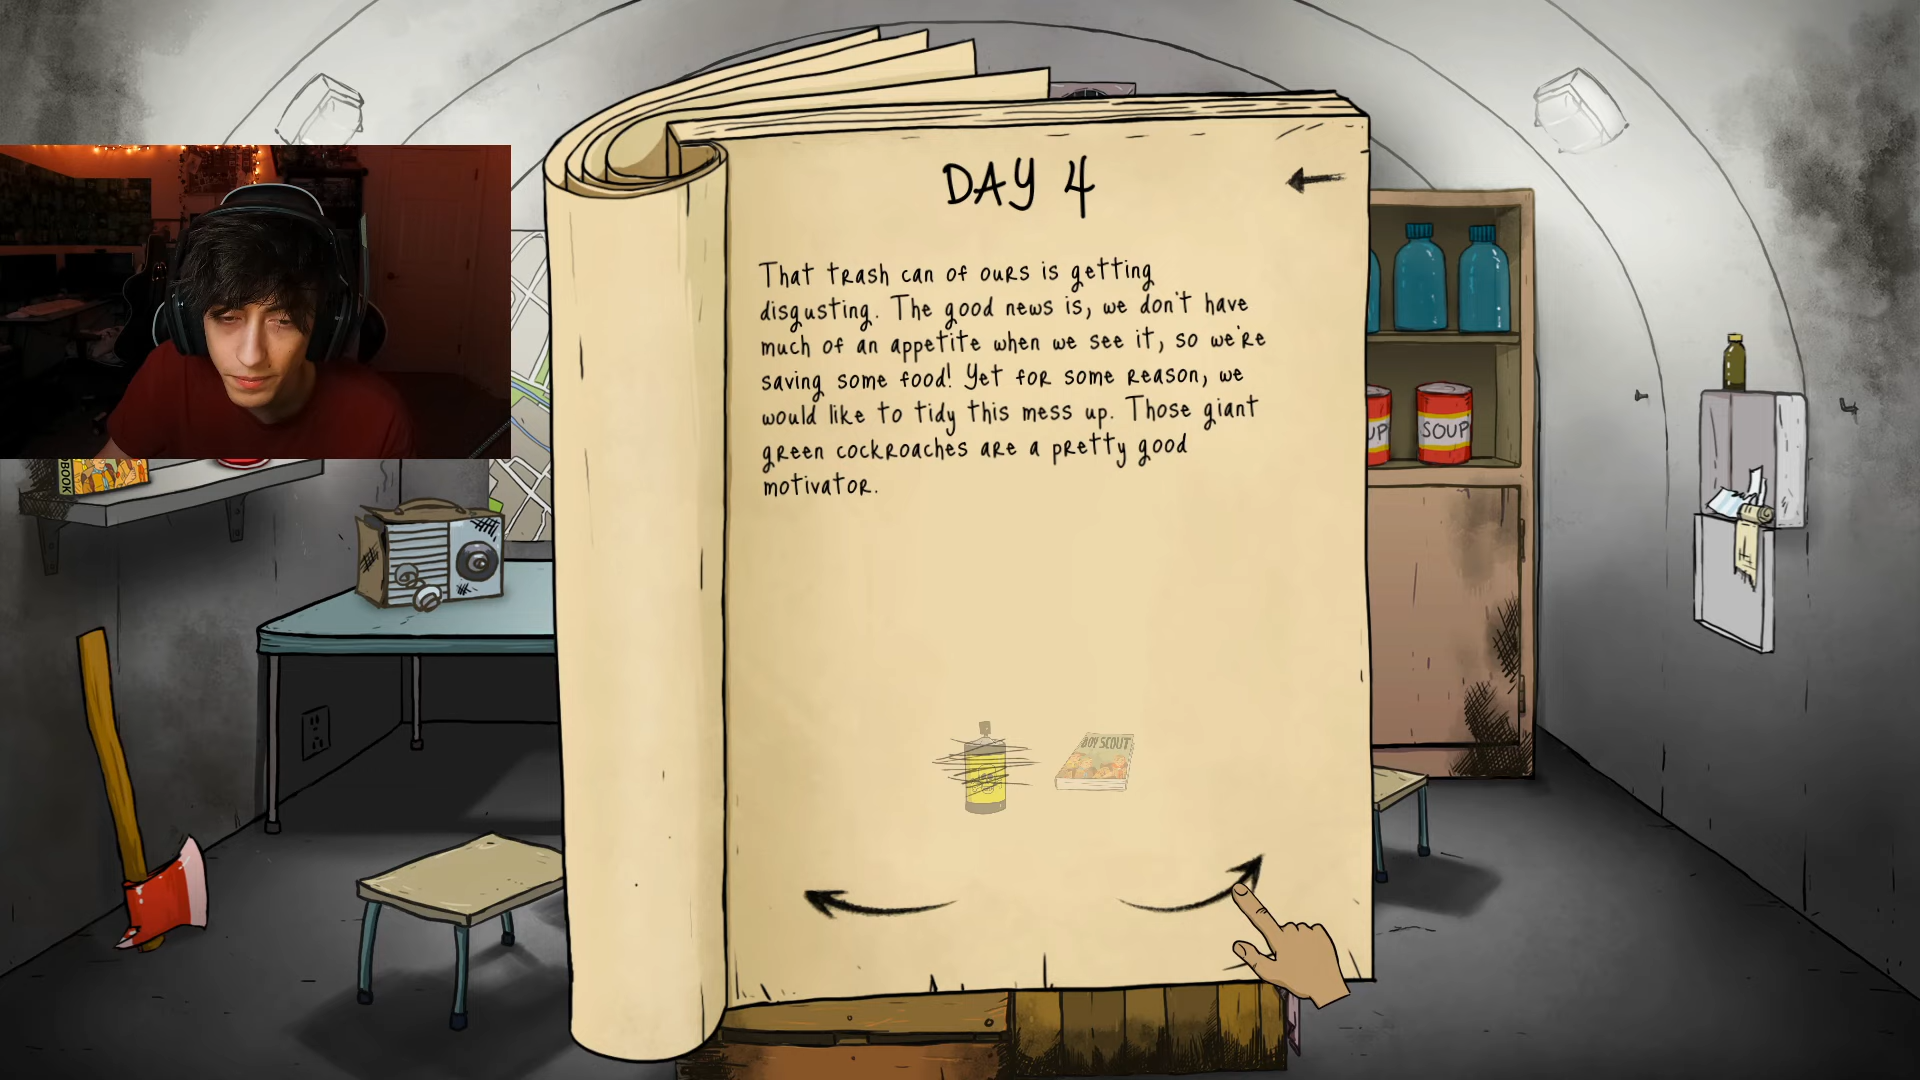 DAY 4
That trash can of ours is getting
disgusting. The good news is, we don't have
much of an appetite when we see it, so we're
saving some food! Yet for some reason, we
would like to tidy this mess up. Those giant
green cockroaches are a pretty good
motivator.
BOY SCOUT
UP
SOUP
OBOOK